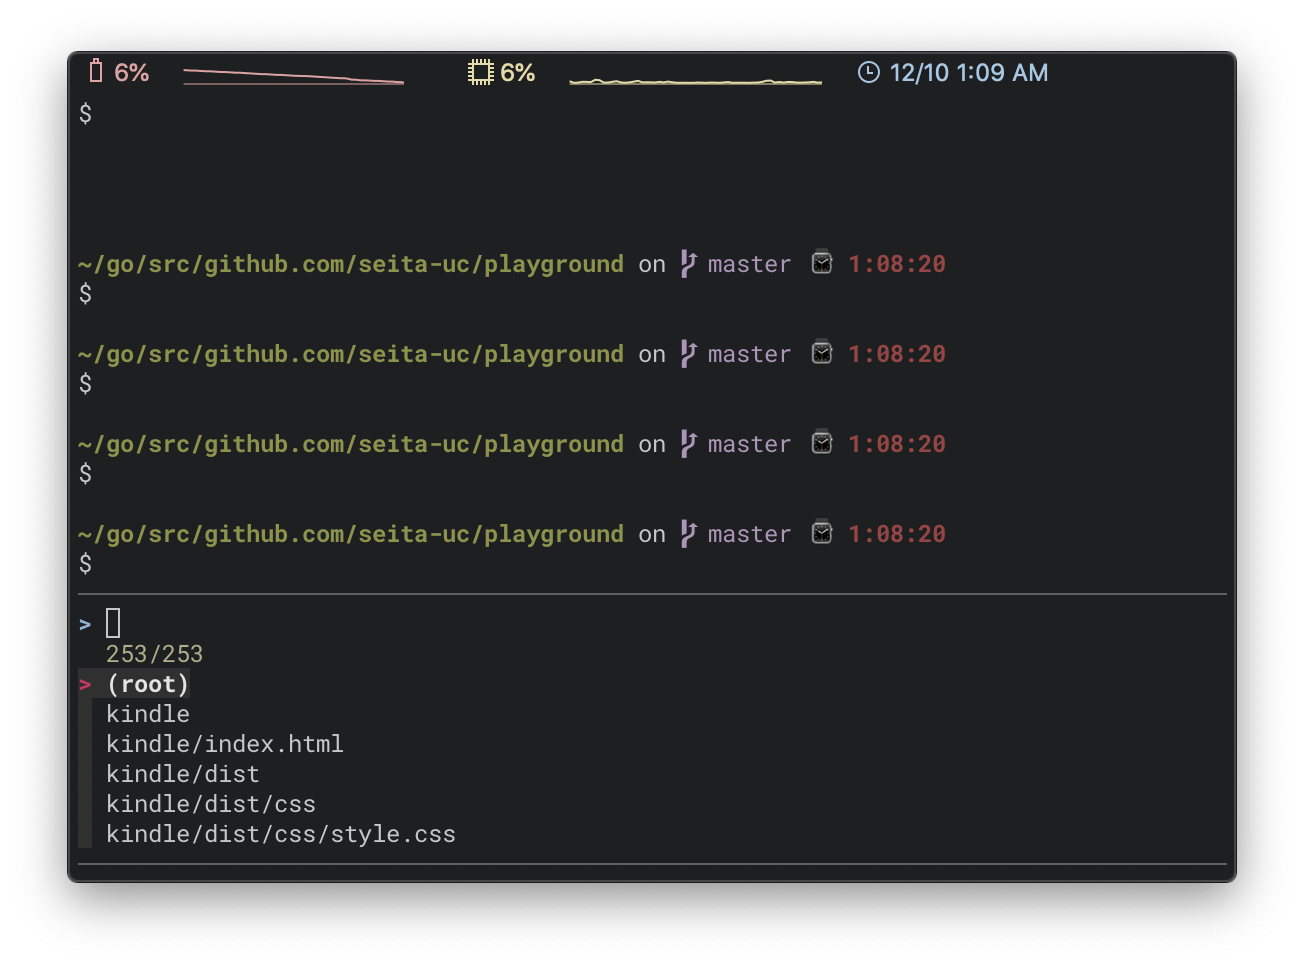 6% 6% 12/10 1:09 AM
$
~/go/src/github.com/seita-uc/playground on master 1:08:20
$
~/go/src/github.com/seita-uc/playground on master 1:08:20
$
~/go/src/github.com/seita-uc/playground on master 1:08:20
$
~/go/src/github.com/seita-uc/playground on master 1:08:20
$
>
253/253
> (root)
kindle
kindle/index.html
kindle/dist
kindle/dist/css
kindle/dist/css/style.css